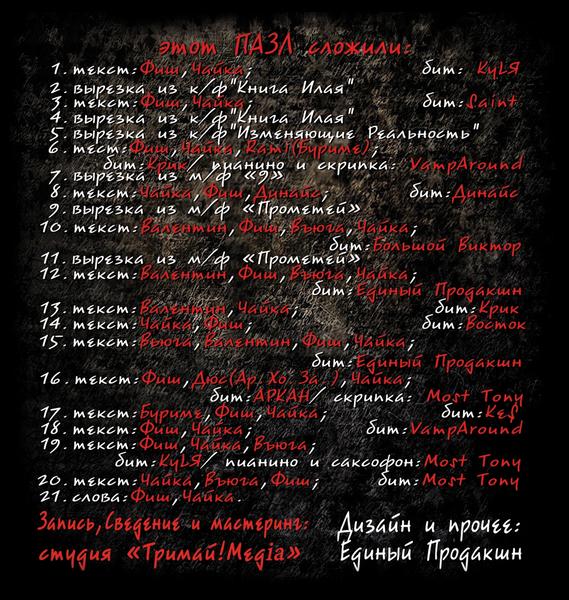 этот ПАЗЛ сложили:
1. текст: Фиш, Чайка; бит: КуLЯ
2. вырезка из к/ф "Книга Илая"
3. текст: Фиш, Чайка; бит: Saint
4. вырезка из к/ф "Книга Илая"
5. вырезка из к/ф "Изменяющие Реальность"
6. тест: Фиш, Чайка, Ram1(Буриме);
бит: Крик/ пианино и скрипка: VampAround
7. вырезка из м/ф «9»
8. текст: Чайка, Фиш, Динайс; бит: Динайс
9. вырезка из м/ф «Прометей»
10. текст: Валентин, Фиш, Вьюга, Чайка;
бит: Большой Виктор
11. вырезка из м/ф «Прометей»
12. текст: Валентин, Фиш, Вьюга, Чайка;
бит: Единый Продакшн
13. текст: Валентин, Чайка; бит: Крик
14. текст: Чайка, Фиш; бит: Восток
15. текст: Вьюга, Валентин, Фиш, Чайка;
бит: Единый Продакшн
16. текст: Фиш, Дюс(Ар. Хо. За..), Чайка;
бит: АРКАН/ скрипка: Most Tony
17. текст: Буриме, Фиш, Чайка; бит:
18. текст: Фиш, Чайка; бит: VampAround
19. текст: Фиш, Чайка, Вьюга;
бит: КуLЯ/ пианино и саксофон: Most Tony
20. текст: Чайка, Вьюга, Фиш; бит: Most Tony
21. слова: Фиш, Чайка.
Запись, Сведение и мастеринг: Дизайн и прочее:
студия «Тримай!Медіа» Единый Продакшн